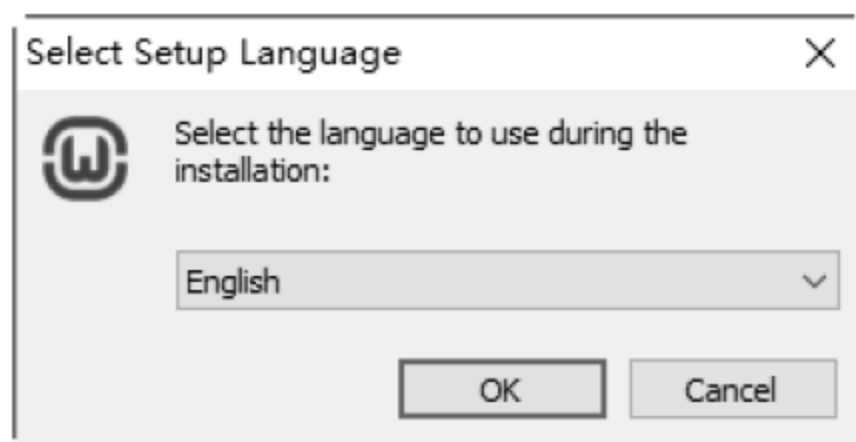 Select Setup Language
Select the language to use during the
installation:
English
OK
Cancel